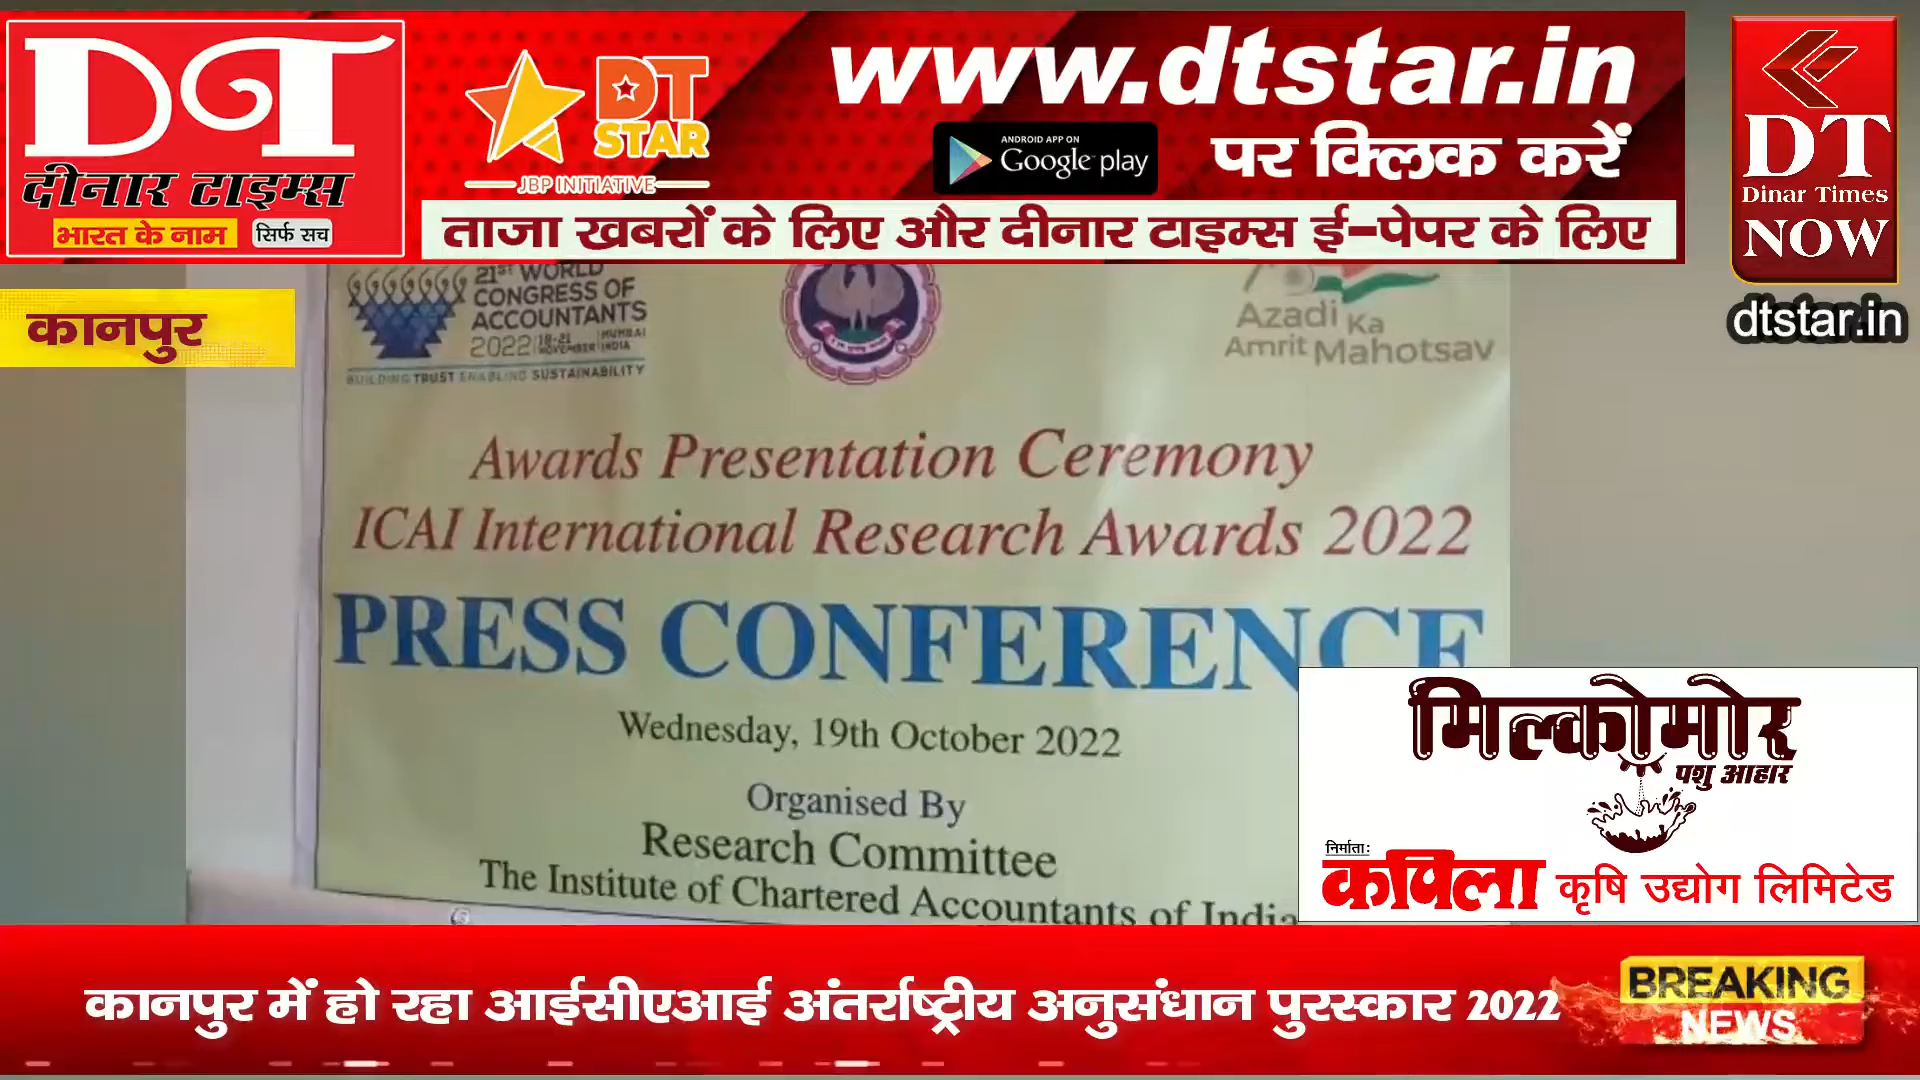 DT
दीनार टाइम्स
भारत के नाम
सिर्फ सच
DT
STAR
JBP INITIATIVE
www.dtstar.in
ANDROID APP ON
Google play
पर क्लिक करें
ताजा खबरों के लिए और दीनार टाइम्स ई-पेपर के लिए
DT
Dinar Times
NOW
dtstar.in
कानपुर
21ST WORLD
CONGRESS OF
ACCOUNTANTS
2022 18-21 NOVEMBER MUMBAI INDIA
BUILDING TRUST ENABLING SUSTAINABILITY
Azadi Ka
Amrit Mahotsav
Awards Presentation Ceremony
ICAI International Research Awards 2022
PRESS CONFERENCE
Wednesday, 19th October 2022
Organised By
Research Committee
The Institute of Chartered Accountants of India
मिल्कोमोर
पशु आहार
निर्माता:
कपिला कृषि उद्योग लिमिटेड
कानपुर में हो रहा आईसीएआई अंतर्राष्ट्रीय अनुसंधान पुरस्कार 2022
BREAKING
NEWS